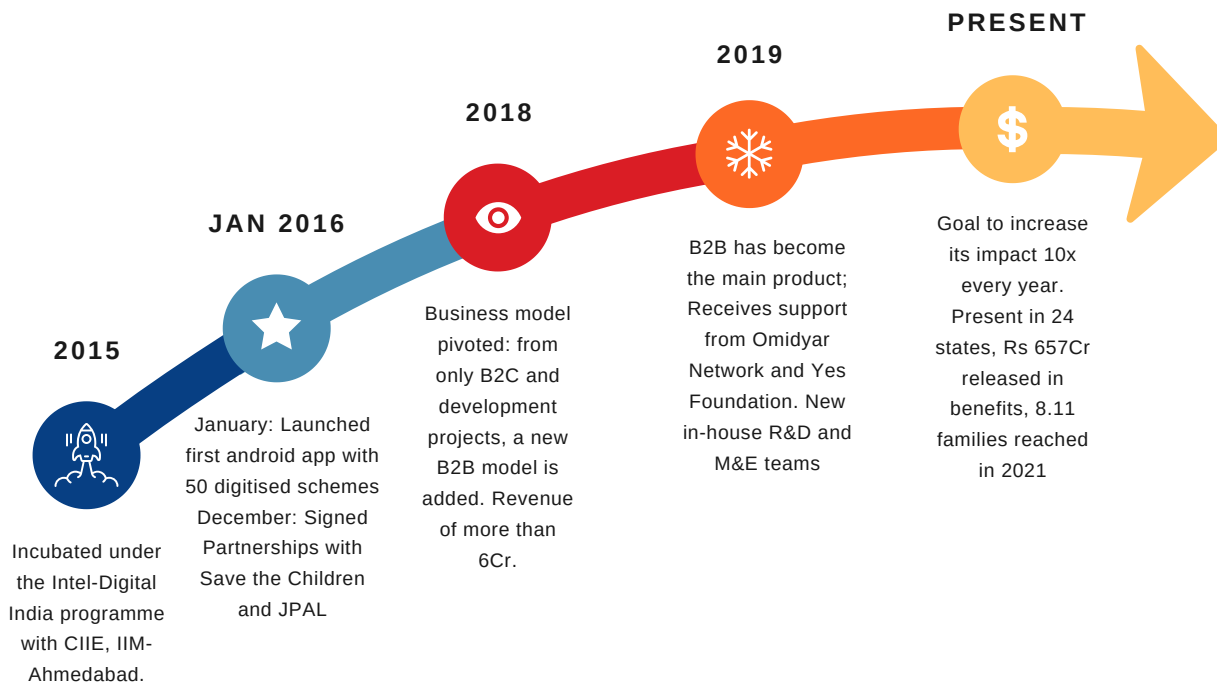 2015
Incubated under
the Intel-Digital
India programme
with CIIE, IIM-
Ahmedabad.
JAN 2016
January: Launched
first android app with
50 digitised schemes
December: Signed
Partnerships with
Save the Children
and JPAL
2018
Business model
pivoted: from
only B2C and
development
projects, a new
B2B model is
added. Revenue
of more than
6Cr.
2019
B2B has become
the main product;
Receives support
from Omidyar
Network and Yes
Foundation. New
in-house R&D and
M&E teams
PRESENT
$
Goal to increase
its impact 10x
every year.
Present in 24
states, Rs 657Cr
released in
benefits, 8.11
families reached
in 2021